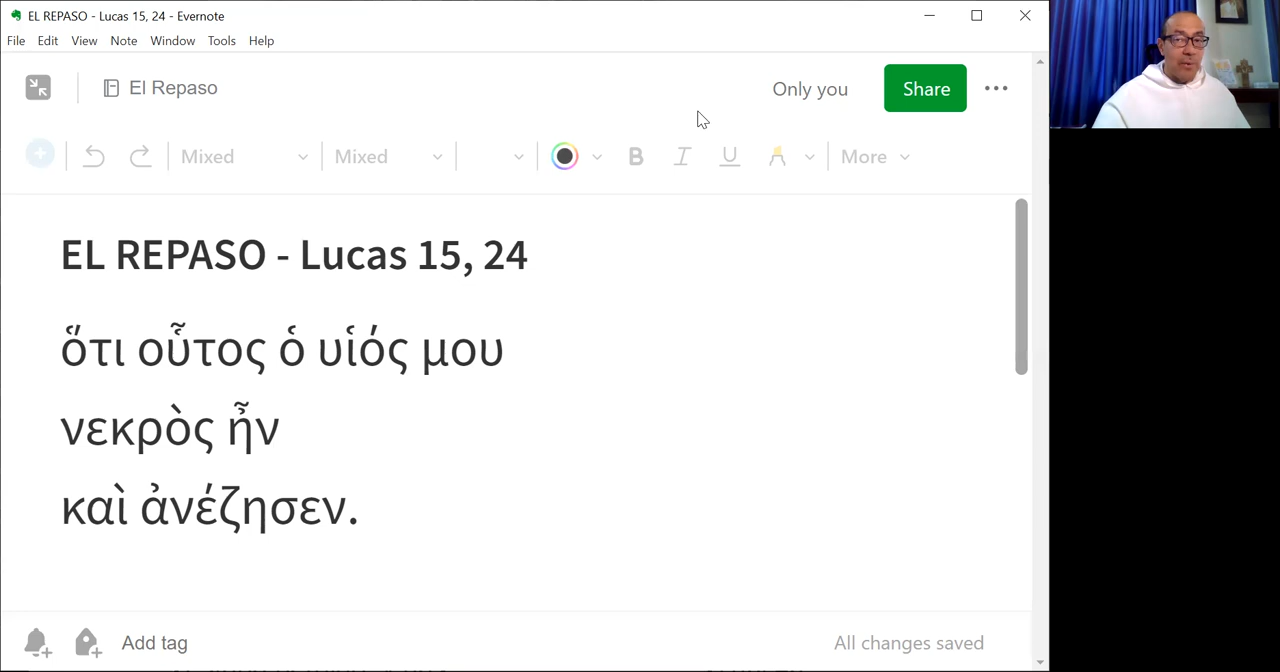 EL REPASO - Lucas 15, 24 - Evernote
File Edit View Note Window Tools Help
El Repaso Only you Share
Mixed Mixed B I U A More
EL REPASO - Lucas 15, 24
ὅτι οὗτος ὁ υἱός μου
νεκρὸς ἦν
καὶ ἀνέζησεν.
Add tag All changes saved